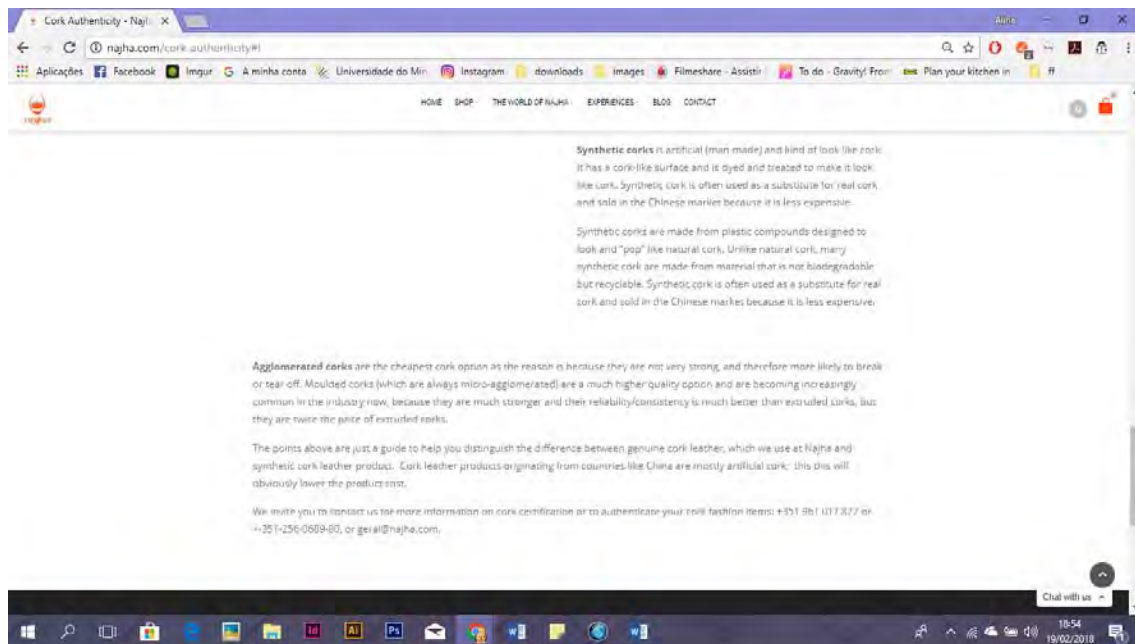 Cork Authenticity - Najh
najha.com/cork-authenticity#!
Aplicações Facebook Imgur A minha conta Universidade do Min Instagram downloads images Filmeshare - Assistir To do - Gravity! From Plan your kitchen in ff
HOME SHOP THE WORLD OF NAJHA EXPERIENCES BLOG CONTACT
Synthetic corks is artificial (man made) and kind of look like cork.
It has a cork-like surface and is dyed and treated to make it look
like cork. Synthetic cork is often used as a substitute for real cork
and sold in the Chinese market because it is less expensive.
Synthetic corks are made from plastic compounds designed to
look and "pop" like natural cork. Unlike natural cork, many
synthetic cork are made from material that is not biodegradable
but recyclable. Synthetic cork is often used as a substitute for real
cork and sold in the Chinese market because it is less expensive.
Agglomerated corks are the cheapest cork option as the reason is because they are not very strong, and therefore more likely to break
or tear off. Moulded corks (which are always micro-agglomerated) are a much higher quality option and are becoming increasingly
common in the industry now, because they are much stronger and their reliability/consistency is much better than extruded corks, but
they are twice the price of extruded corks.
The points above are just a guide to help you distinguish the difference between genuine cork leather, which we use at Najha and
synthetic cork leather product. Cork leather products originating from countries like China are mostly artificial cork; this this will
obviously lower the product cost.
We invite you to contact us for more information on cork certification or to authenticate your cork fashion items: +351 961 017 877 or
+-351-256-0689-80, or geral@najha.com.
Chat with us
18:54
19/02/2018